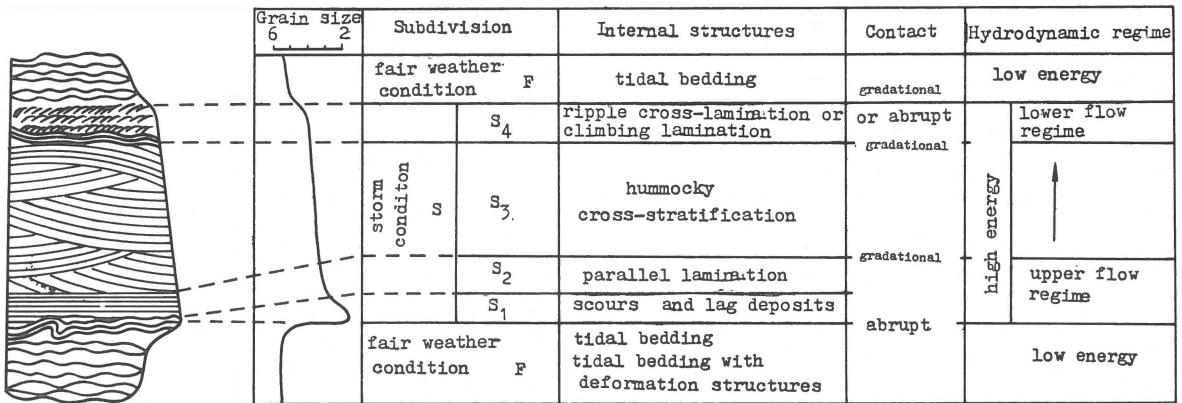 Grain size
6 2
Subdivision
Internal structures
Contact
Hydrodynamic regime
fair weather
condition F
tidal bedding
gradational
low energy
S4
ripple cross-lamination or
climbing lamination
or abrupt
lower flow
regime
gradational
storm
conditon
S
S3
hummocky
cross-stratification
high energy
gradational
S2
parallel lamination
upper flow
regime
S1
scours and lag deposits
abrupt
fair weather
condition F
tidal bedding
tidal bedding with
deformation structures
low energy